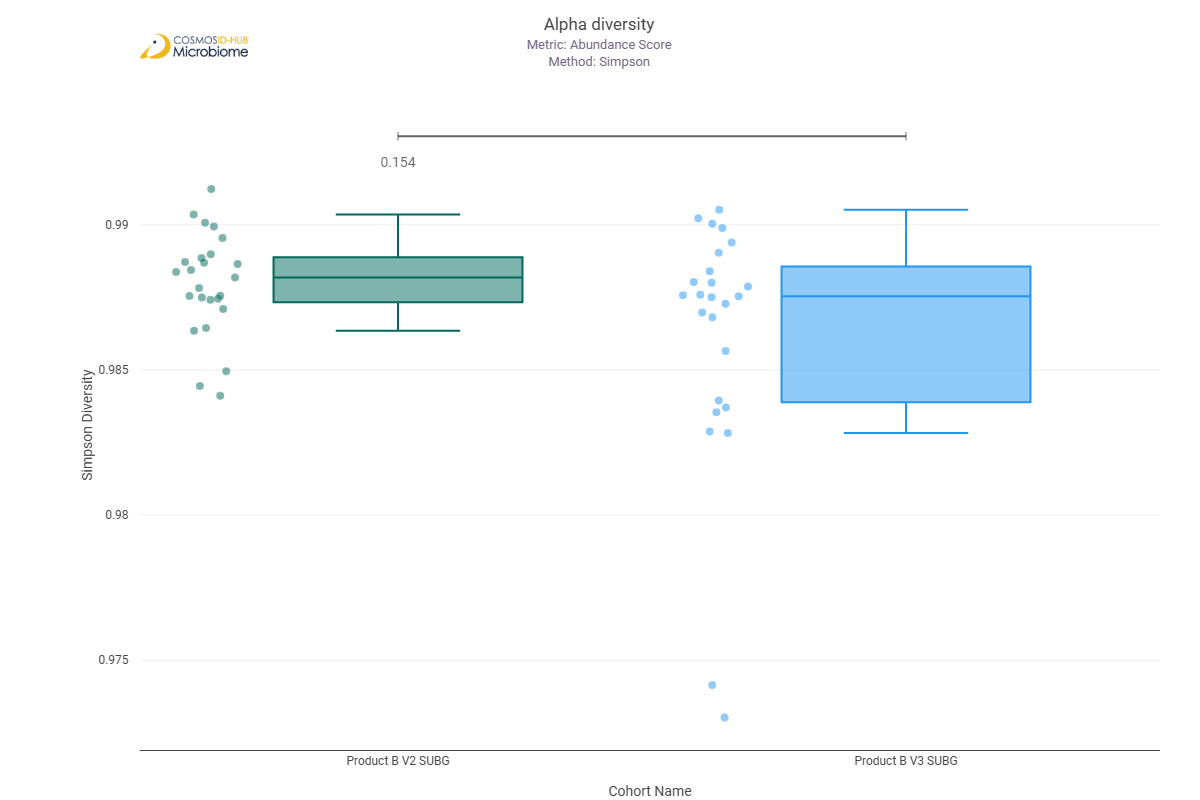 Alpha diversity
Metric: Abundance Score
Method: Simpson
COSMOSID-HUB
Microbiome
0.154
0.99
0.985
0.98
0.975
Simpson Diversity
Product B V2 SUBG
Product B V3 SUBG
Cohort Name